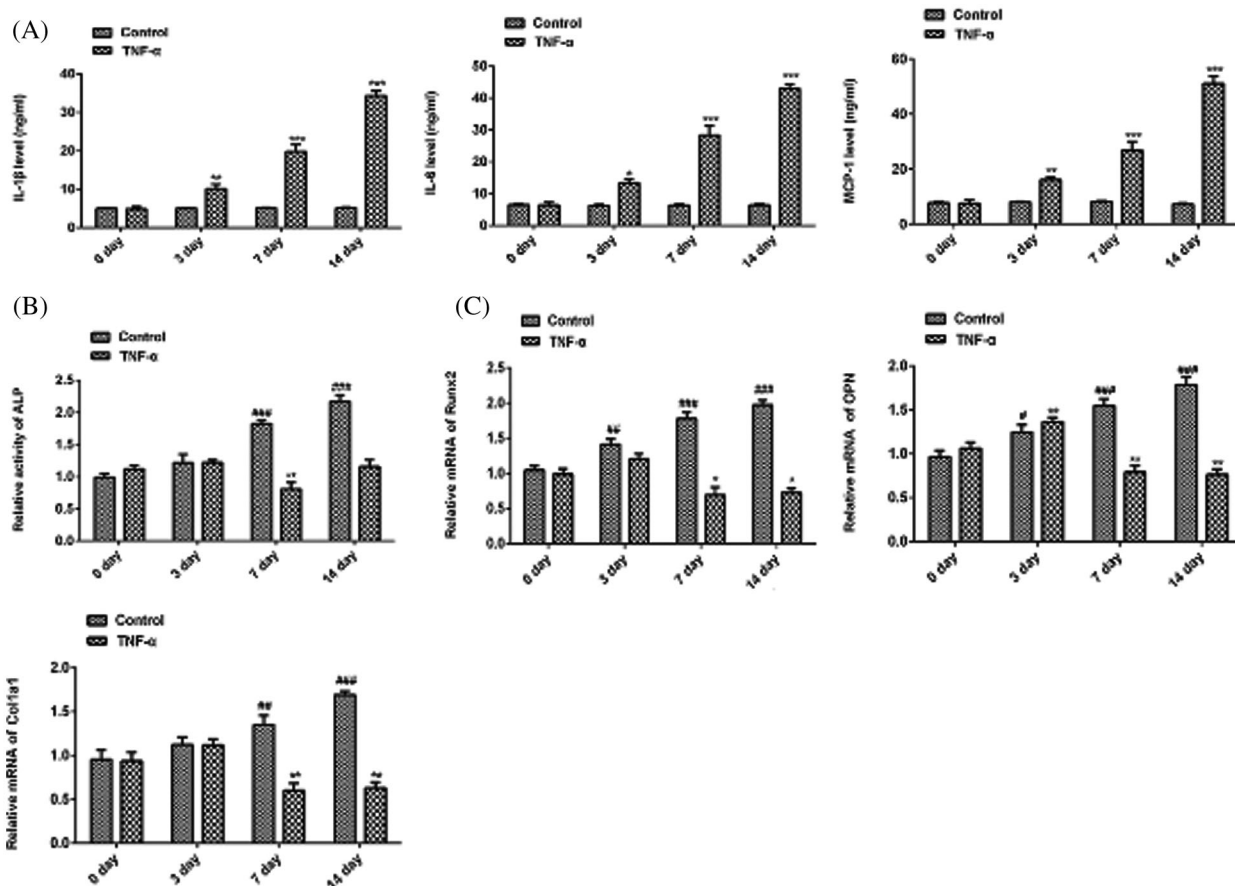 (A)
Control
TNF-α
IL-1β level (ng/ml)
40
30
20
10
0
**
***
***
0 day
3 day
7 day
14 day
Control
TNF-α
IL-6 level (ng/ml)
50
40
30
20
10
0
*
***
***
0 day
3 day
7 day
14 day
Control
TNF-α
MCP-1 level (ng/ml)
60
40
20
0
**
***
***
0 day
3 day
7 day
14 day
(B)
Control
TNF-α
Relative activity of ALP
2.5
2.0
1.5
1.0
0.5
0.0
###
**
###
0 day
3 day
7 day
14 day
(C)
Control
TNF-α
Relative mRNA of Runx2
2.5
2.0
1.5
1.0
0.5
0.0
##
###
*
###
*
0 day
3 day
7 day
14 day
Control
TNF-α
Relative mRNA of OPN
2.0
1.5
1.0
0.5
0.0
#
**
###
**
###
**
0 day
3 day
7 day
14 day
Control
TNF-α
Relative mRNA of Col1a1
2.0
1.5
1.0
0.5
0.0
##
**
###
**
0 day
3 day
7 day
14 day